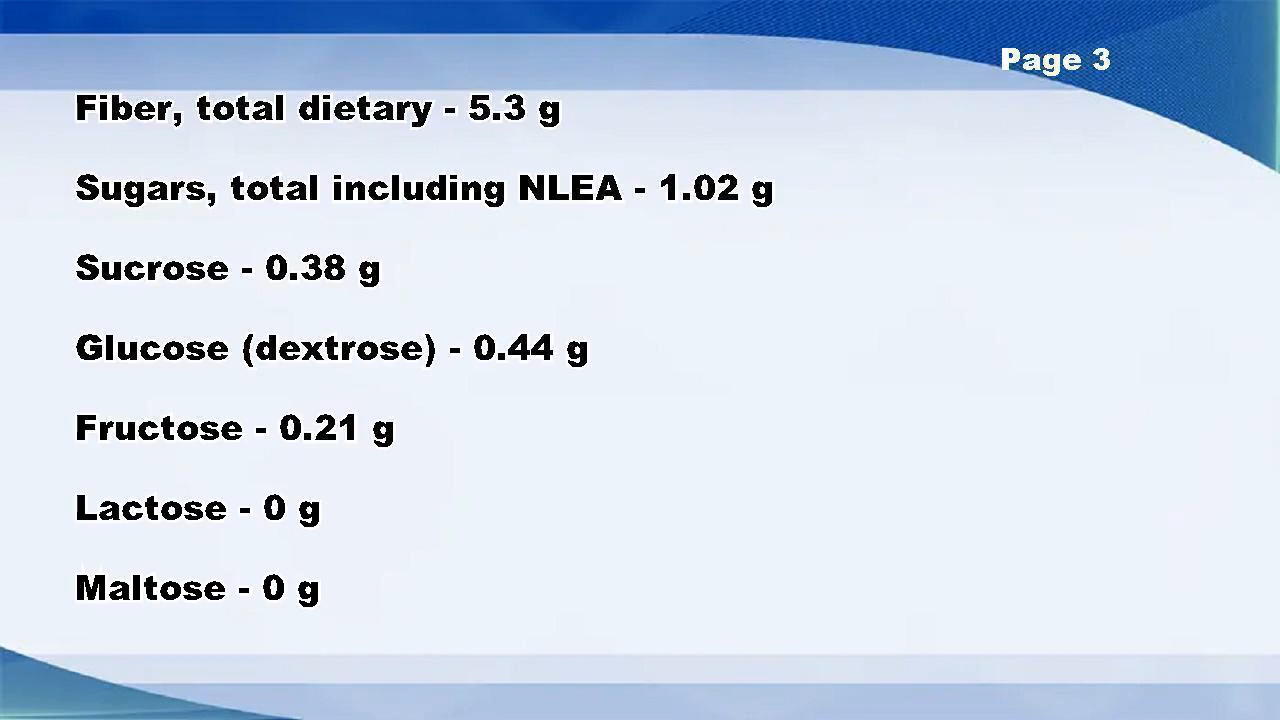 Page 3
Fiber, total dietary - 5.3 g
Sugars, total including NLEA - 1.02 g
Sucrose - 0.38 g
Glucose (dextrose) - 0.44 g
Fructose - 0.21 g
Lactose - 0 g
Maltose - 0 g